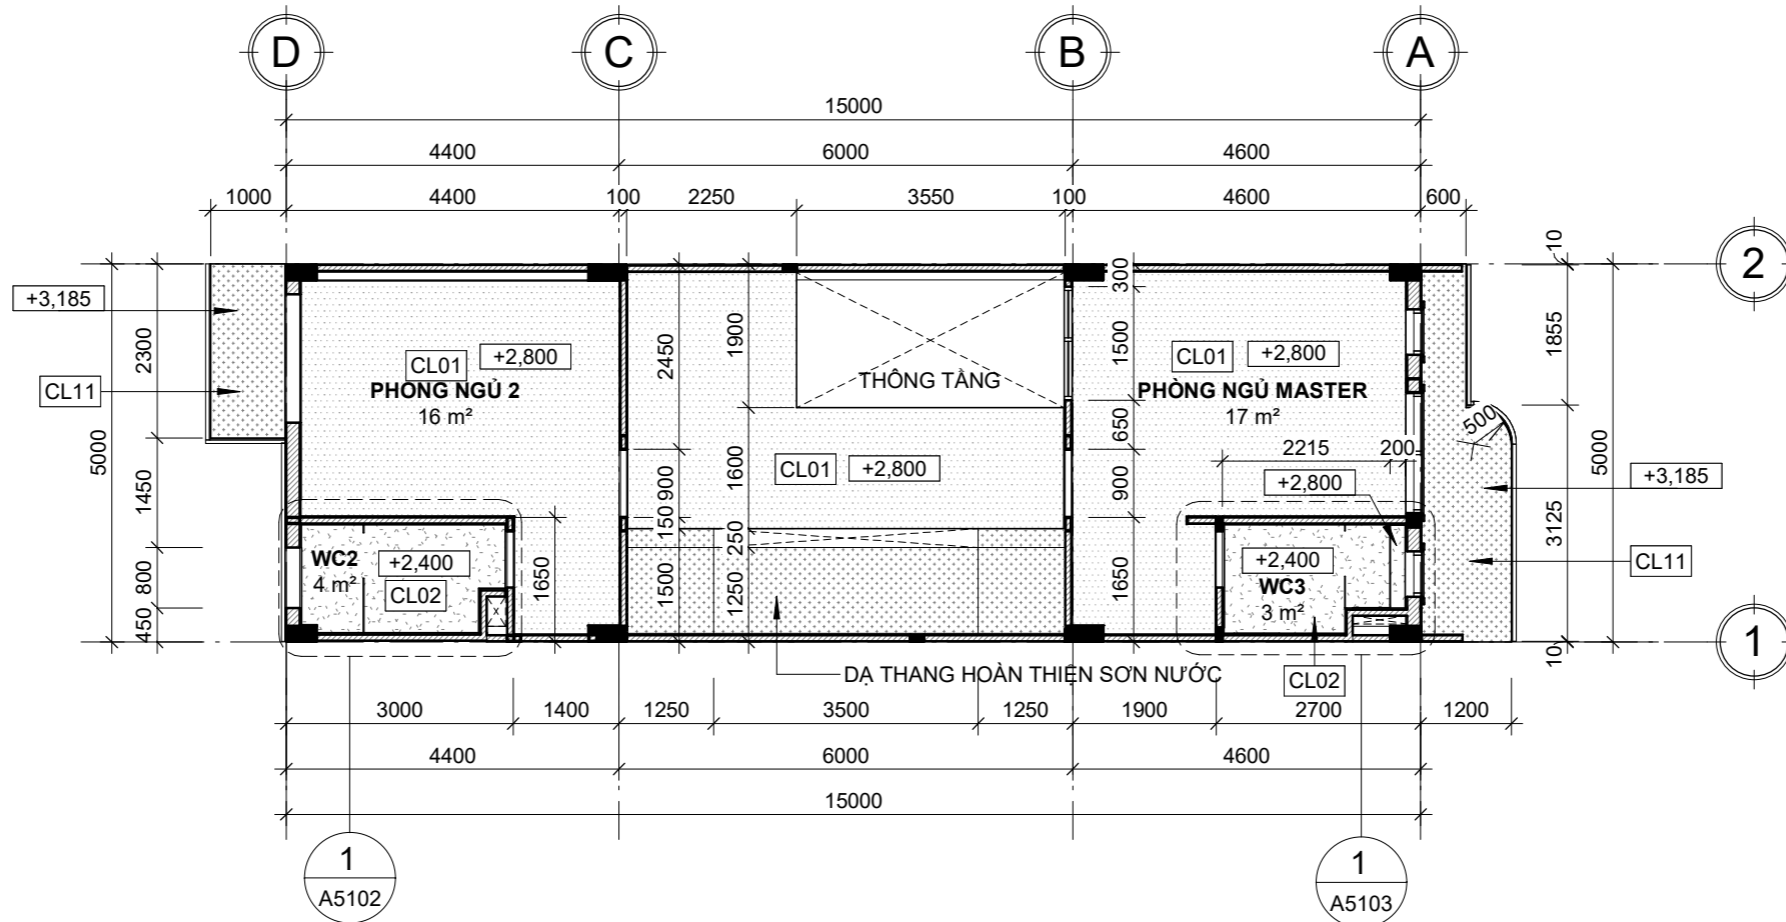 D
C
B
A
15000
4400
6000
4600
1000
4400
100
2250
3550
100
4600
600
2
1
+3,185
CL11
5000
2300
1450
800
450
CL01
+2,800
PHÒNG NGỦ 2
16 m²
2450
900
150
1500
1900
1600
250
1250
THÔNG TẦNG
CL01
+2,800
300
1500
650
900
1650
CL01
+2,800
PHÒNG NGỦ MASTER
17 m²
2215
200
+2,800
500
10
1855
3125
10
5000
+3,185
CL11
WC2
4 m²
+2,400
CL02
1650
+2,400
WC3
3 m²
CL02
DẠ THANG HOÀN THIỆN SƠN NƯỚC
3000
1400
1250
3500
1250
1900
2700
1200
4400
6000
4600
15000
1
A5102
1
A5103